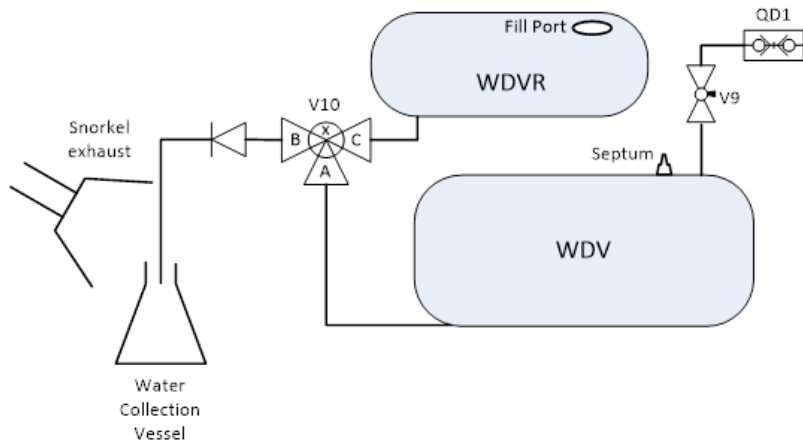 QD1
Fill Port
WDVR
V9
V10
Snorkel
exhaust
B
X
C
A
Septum
WDV
Water
Collection
Vessel